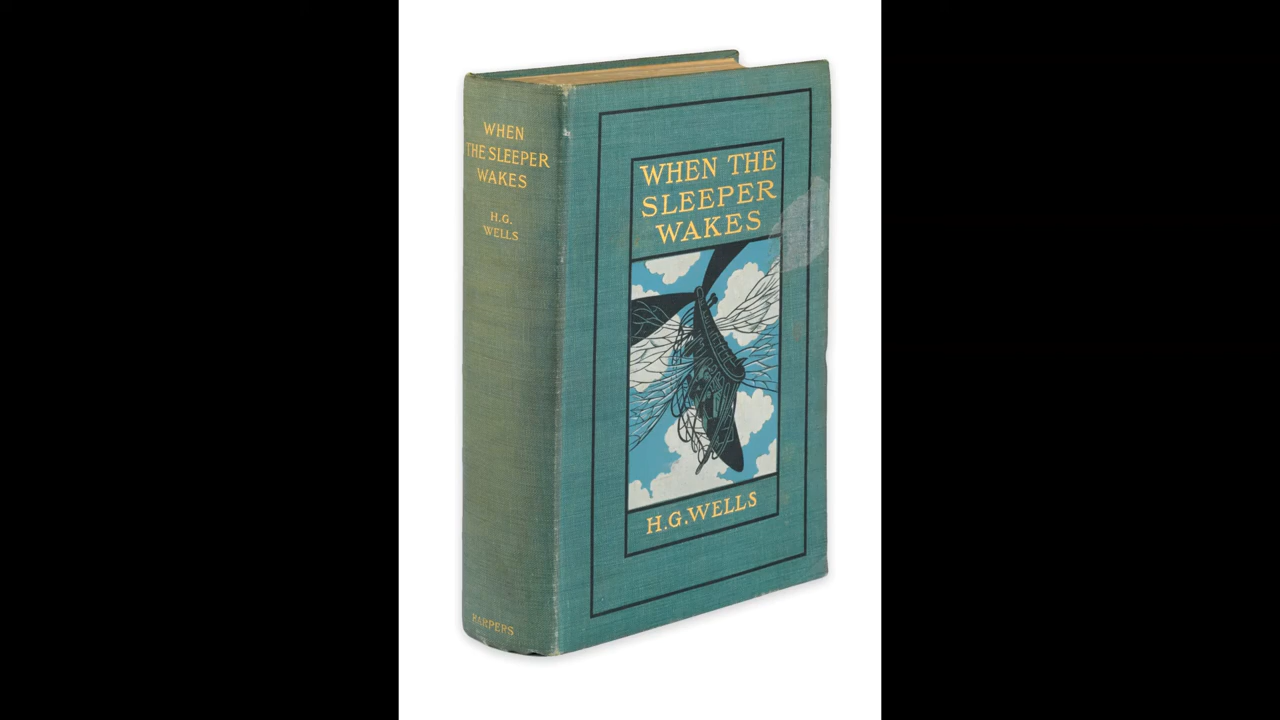 WHEN
THE SLEEPER
WAKES
H.G.
WELLS
HARPERS
WHEN THE
SLEEPER
WAKES
H.G.WELLS